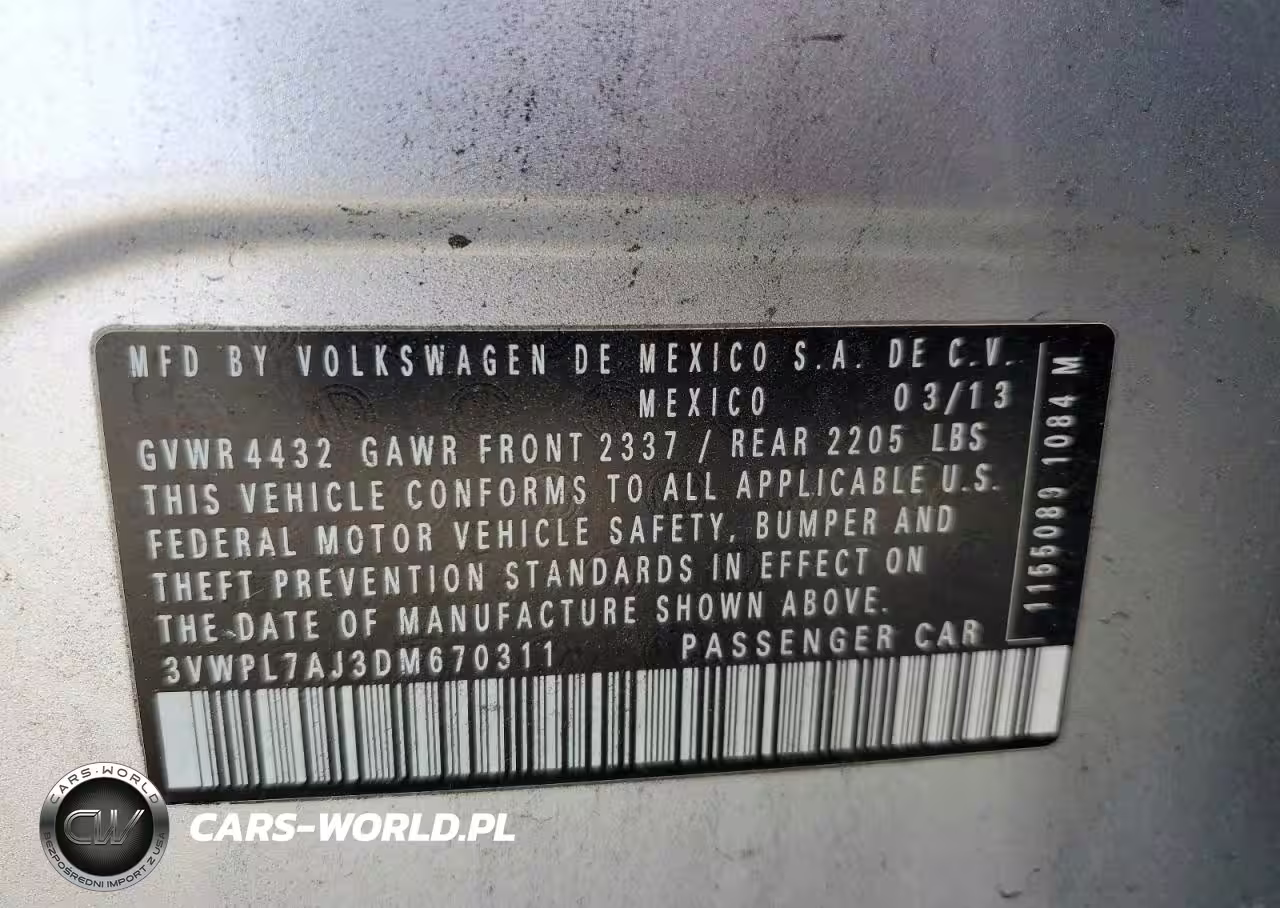 MFD BY VOLKSWAGEN DE MEXICO S.A. DE C.V.
MEXICO 03/13
GVWR 4432 GAWR FRONT 2337 / REAR 2205 LBS
THIS VEHICLE CONFORMS TO ALL APPLICABLE U.S.
FEDERAL MOTOR VEHICLE SAFETY, BUMPER AND
THEFT PREVENTION STANDARDS IN EFFECT ON
THE DATE OF MANUFACTURE SHOWN ABOVE.
3VWPL7AJ3DM670311 PASSENGER CAR
1155089 1084 M
CARS-WORLD
CW
BEZPOŚREDNI IMPORT Z USA
CARS-WORLD.PL